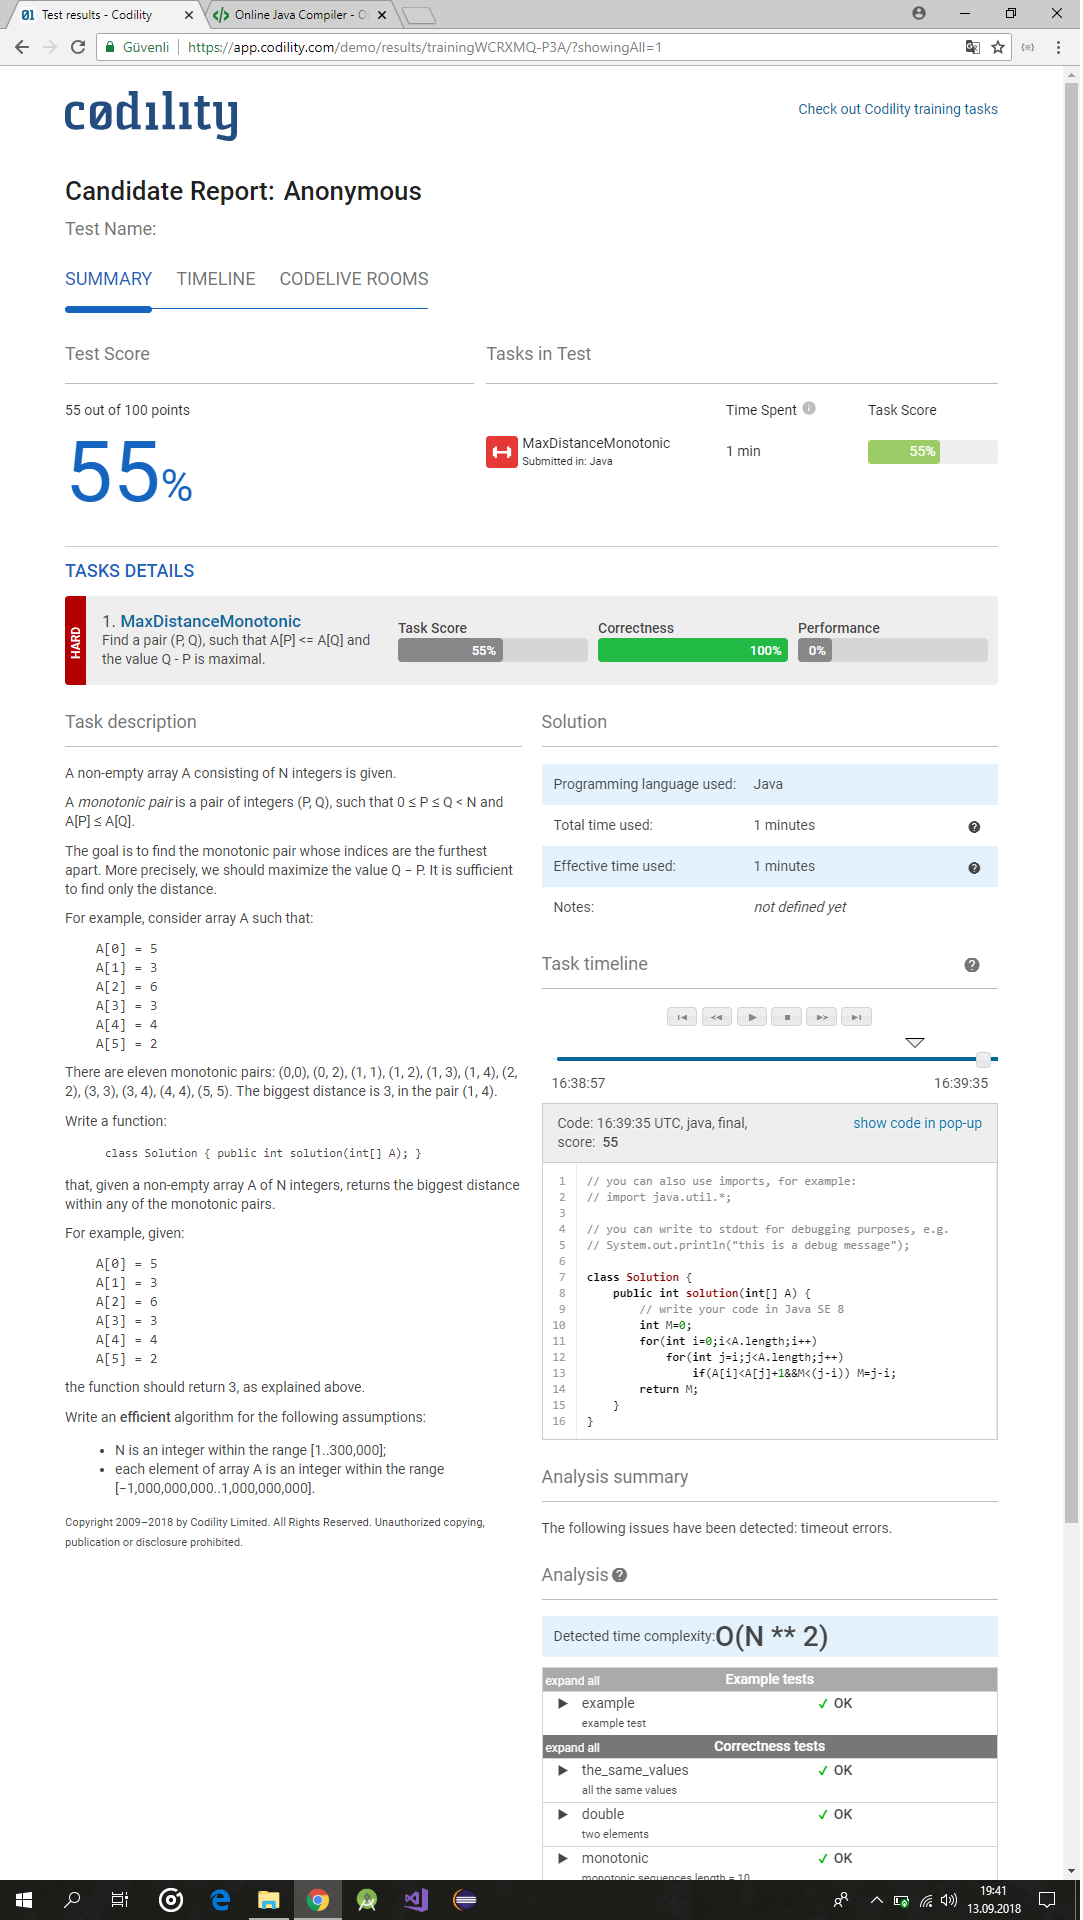 Test results - Codility
Online Java Compiler - O
Güvenli
https://app.codility.com/demo/results/trainingWCRXMQ-P3A/?showingAll=1
codility
Check out Codility training tasks
Candidate Report: Anonymous
Test Name:
SUMMARY TIMELINE CODELIVE ROOMS
Test Score
55 out of 100 points
55%
Tasks in Test
Time Spent Task Score
MaxDistanceMonotonic
Submitted in: Java
1 min
55%
TASKS DETAILS
HARD
1. MaxDistanceMonotonic
Find a pair (P, Q), such that A[P] <= A[Q] and
the value Q - P is maximal.
Task Score
55%
Correctness
100%
Performance
0%
Task description
A non-empty array A consisting of N integers is given.
A monotonic pair is a pair of integers (P, Q), such that 0 ≤ P ≤ Q < N and
A[P] ≤ A[Q].
The goal is to find the monotonic pair whose indices are the furthest
apart. More precisely, we should maximize the value Q − P. It is sufficient
to find only the distance.
For example, consider array A such that:
A[0] = 5
A[1] = 3
A[2] = 6
A[3] = 3
A[4] = 4
A[5] = 2
There are eleven monotonic pairs: (0,0), (0, 2), (1, 1), (1, 2), (1, 3), (1, 4), (2,
2), (3, 3), (3, 4), (4, 4), (5, 5). The biggest distance is 3, in the pair (1, 4).
Write a function:
class Solution { public int solution(int[] A); }
that, given a non-empty array A of N integers, returns the biggest distance
within any of the monotonic pairs.
For example, given:
A[0] = 5
A[1] = 3
A[2] = 6
A[3] = 3
A[4] = 4
A[5] = 2
the function should return 3, as explained above.
Write an efficient algorithm for the following assumptions:
• N is an integer within the range [1..300,000];
• each element of array A is an integer within the range
[−1,000,000,000..1,000,000,000].
Copyright 2009–2018 by Codility Limited. All Rights Reserved. Unauthorized copying,
publication or disclosure prohibited.
Solution
Programming language used: Java
Total time used: 1 minutes
Effective time used: 1 minutes
Notes: not defined yet
Task timeline
16:38:57 16:39:35
Code: 16:39:35 UTC, java, final,
score: 55
show code in pop-up
1 // you can also use imports, for example:
2 // import java.util.*;
3
4 // you can write to stdout for debugging purposes, e.g.
5 // System.out.println("this is a debug message");
6
7 class Solution {
8 public int solution(int[] A) {
9 // write your code in Java SE 8
10 int M=0;
11 for(int i=0;i<A.length;i++)
12 for(int j=i;j<A.length;j++)
13 if(A[i]<A[j]+1&&M<(j-i)) M=j-i;
14 return M;
15 }
16 }
Analysis summary
The following issues have been detected: timeout errors.
Analysis
Detected time complexity: O(N ** 2)
expand all Example tests
example ✓ OK
example test
expand all Correctness tests
the_same_values ✓ OK
all the same values
double ✓ OK
two elements
monotonic ✓ OK
monotonic sequences length = 10
19:41
13.09.2018